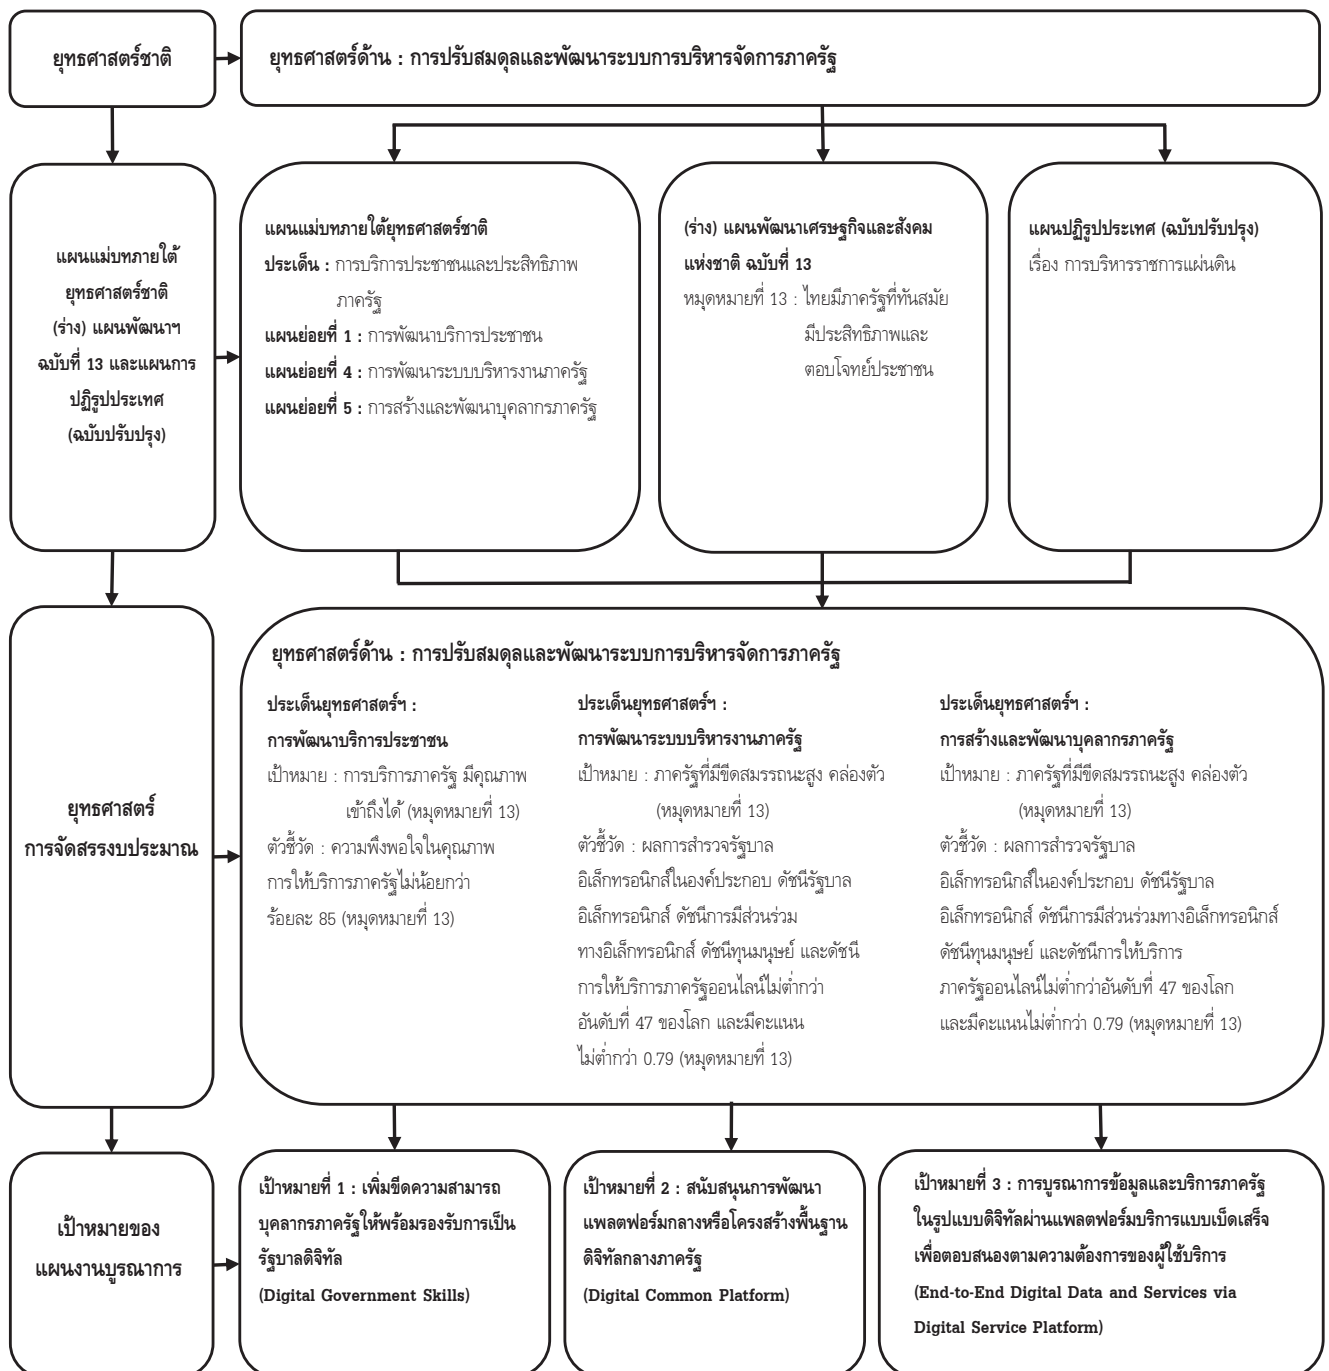 ยุทธศาสตร์ชาติ
ยุทธศาสตร์ด้าน : การปรับสมดุลและพัฒนาระบบการบริหารจัดการภาครัฐ
แผนแม่บทภายใต้
ยุทธศาสตร์ชาติ
(ร่าง) แผนพัฒนาฯ
ฉบับที่ 13 และแผนการ
ปฏิรูปประเทศ
(ฉบับปรับปรุง)
แผนแม่บทภายใต้ยุทธศาสตร์ชาติ
ประเด็น : การบริการประชาชนและประสิทธิภาพ
ภาครัฐ
แผนย่อยที่ 1 : การพัฒนาบริการประชาชน
แผนย่อยที่ 4 : การพัฒนาระบบบริหารงานภาครัฐ
แผนย่อยที่ 5 : การสร้างและพัฒนาบุคลากรภาครัฐ
(ร่าง) แผนพัฒนาเศรษฐกิจและสังคม
แห่งชาติ ฉบับที่ 13
หมุดหมายที่ 13 : ไทยมีภาครัฐที่ทันสมัย
มีประสิทธิภาพและ
ตอบโจทย์ประชาชน
แผนปฏิรูปประเทศ (ฉบับปรับปรุง)
เรื่อง การบริหารราชการแผ่นดิน
ยุทธศาสตร์
การจัดสรรงบประมาณ
ยุทธศาสตร์ด้าน : การปรับสมดุลและพัฒนาระบบการบริหารจัดการภาครัฐ
ประเด็นยุทธศาสตร์ฯ :
การพัฒนาบริการประชาชน
เป้าหมาย : การบริการภาครัฐ มีคุณภาพ
เข้าถึงได้ (หมุดหมายที่ 13)
ตัวชี้วัด : ความพึงพอใจในคุณภาพ
การให้บริการภาครัฐไม่น้อยกว่า
ร้อยละ 85 (หมุดหมายที่ 13)
ประเด็นยุทธศาสตร์ฯ :
การพัฒนาระบบบริหารงานภาครัฐ
เป้าหมาย : ภาครัฐที่มีขีดสมรรถนะสูง คล่องตัว
(หมุดหมายที่ 13)
ตัวชี้วัด : ผลการสำรวจรัฐบาล
อิเล็กทรอนิกส์ในองค์ประกอบ ดัชนีรัฐบาล
อิเล็กทรอนิกส์ ดัชนีการมีส่วนร่วม
ทางอิเล็กทรอนิกส์ ดัชนีทุนมนุษย์ และดัชนี
การให้บริการภาครัฐออนไลน์ไม่ต่ำกว่า
อันดับที่ 47 ของโลก และมีคะแนน
ไม่ต่ำกว่า 0.79 (หมุดหมายที่ 13)
ประเด็นยุทธศาสตร์ฯ :
การสร้างและพัฒนาบุคลากรภาครัฐ
เป้าหมาย : ภาครัฐที่มีขีดสมรรถนะสูง คล่องตัว
(หมุดหมายที่ 13)
ตัวชี้วัด : ผลการสำรวจรัฐบาล
อิเล็กทรอนิกส์ในองค์ประกอบ ดัชนีรัฐบาล
อิเล็กทรอนิกส์ ดัชนีการมีส่วนร่วมทางอิเล็กทรอนิกส์
ดัชนีทุนมนุษย์ และดัชนีการให้บริการ
ภาครัฐออนไลน์ไม่ต่ำกว่าอันดับที่ 47 ของโลก
และมีคะแนนไม่ต่ำกว่า 0.79 (หมุดหมายที่ 13)
เป้าหมายของ
แผนงานบูรณาการ
เป้าหมายที่ 1 : เพิ่มขีดความสามารถ
บุคลากรภาครัฐให้พร้อมรองรับการเป็น
รัฐบาลดิจิทัล
(Digital Government Skills)
เป้าหมายที่ 2 : สนับสนุนการพัฒนา
แพลตฟอร์มกลางหรือโครงสร้างพื้นฐาน
ดิจิทัลกลางภาครัฐ
(Digital Common Platform)
เป้าหมายที่ 3 : การบูรณาการข้อมูลและบริการภาครัฐ
ในรูปแบบดิจิทัลผ่านแพลตฟอร์มบริการแบบเบ็ดเสร็จ
เพื่อตอบสนองตามความต้องการของผู้ใช้บริการ
(End-to-End Digital Data and Services via
Digital Service Platform)